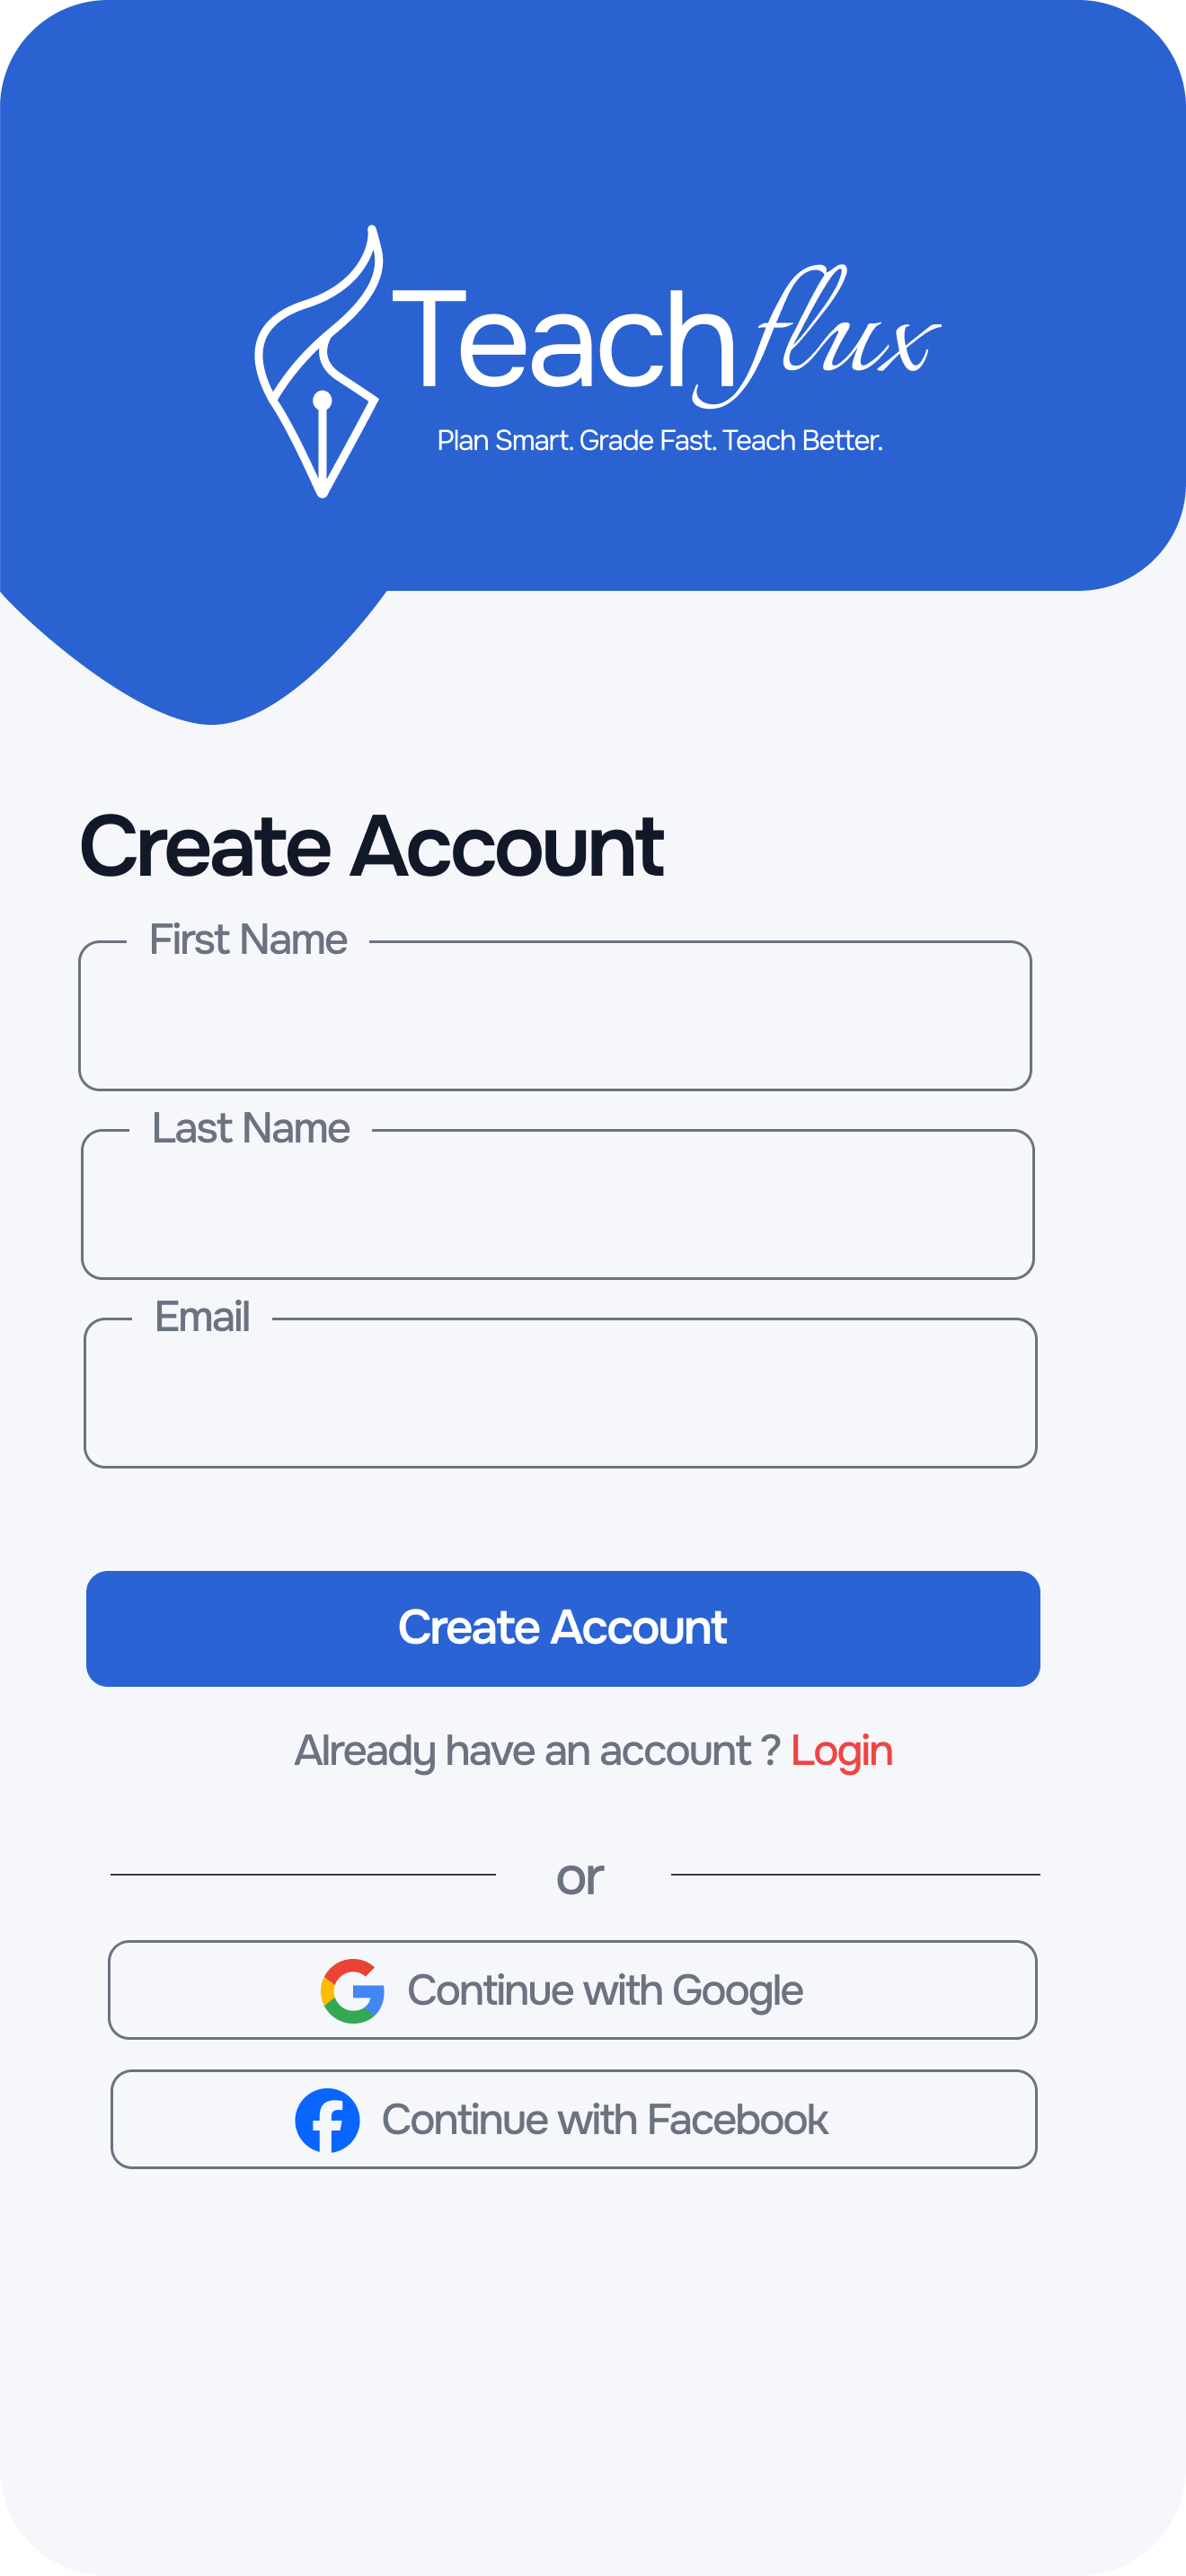 Teachflux
Plan Smart. Grade Fast. Teach Better.
Create Account
First Name
Last Name
Email
Create Account
Already have an account ? Login
or
Continue with Google
Continue with Facebook